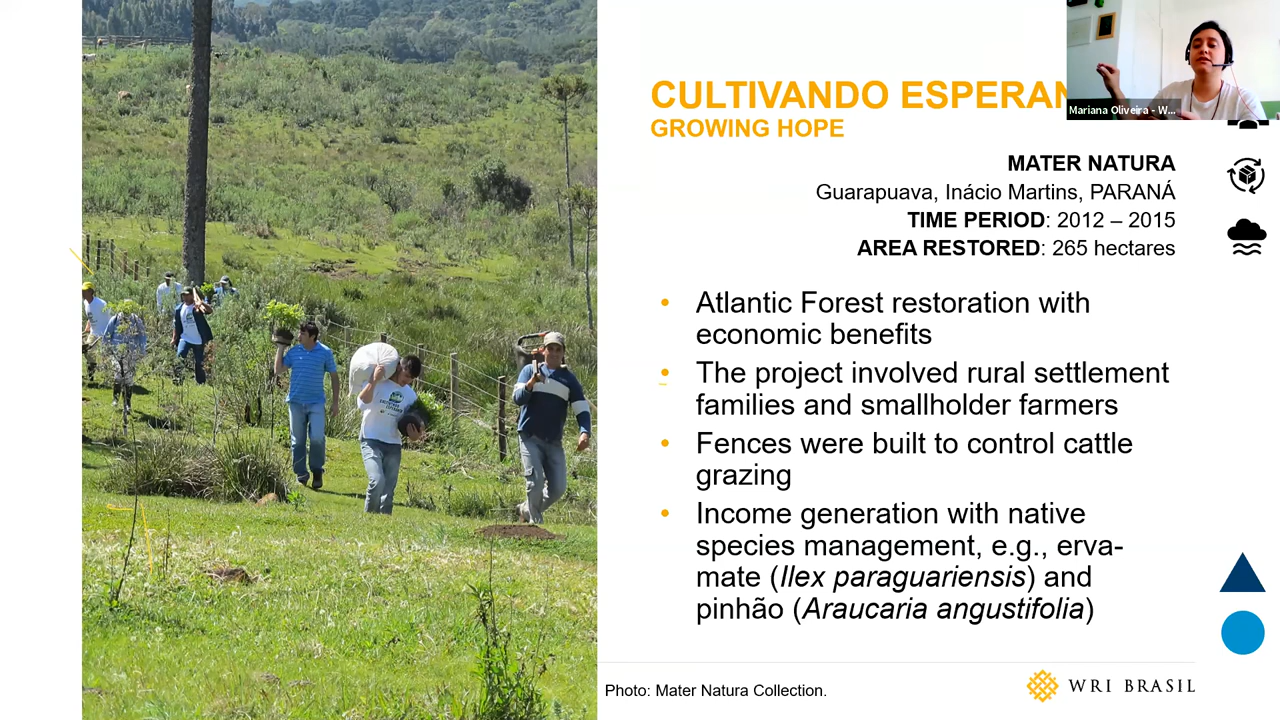 CULTIVANDO ESPERAN
GROWING HOPE
Mariana Oliveira - W...
MATER NATURA
Guarapuava, Inácio Martins, PARANÁ
TIME PERIOD: 2012 – 2015
AREA RESTORED: 265 hectares
• Atlantic Forest restoration with
economic benefits
• The project involved rural settlement
families and smallholder farmers
• Fences were built to control cattle
grazing
• Income generation with native
species management, e.g., erva-
mate (Ilex paraguariensis) and
pinhão (Araucaria angustifolia)
Photo: Mater Natura Collection.
WRI BRASIL